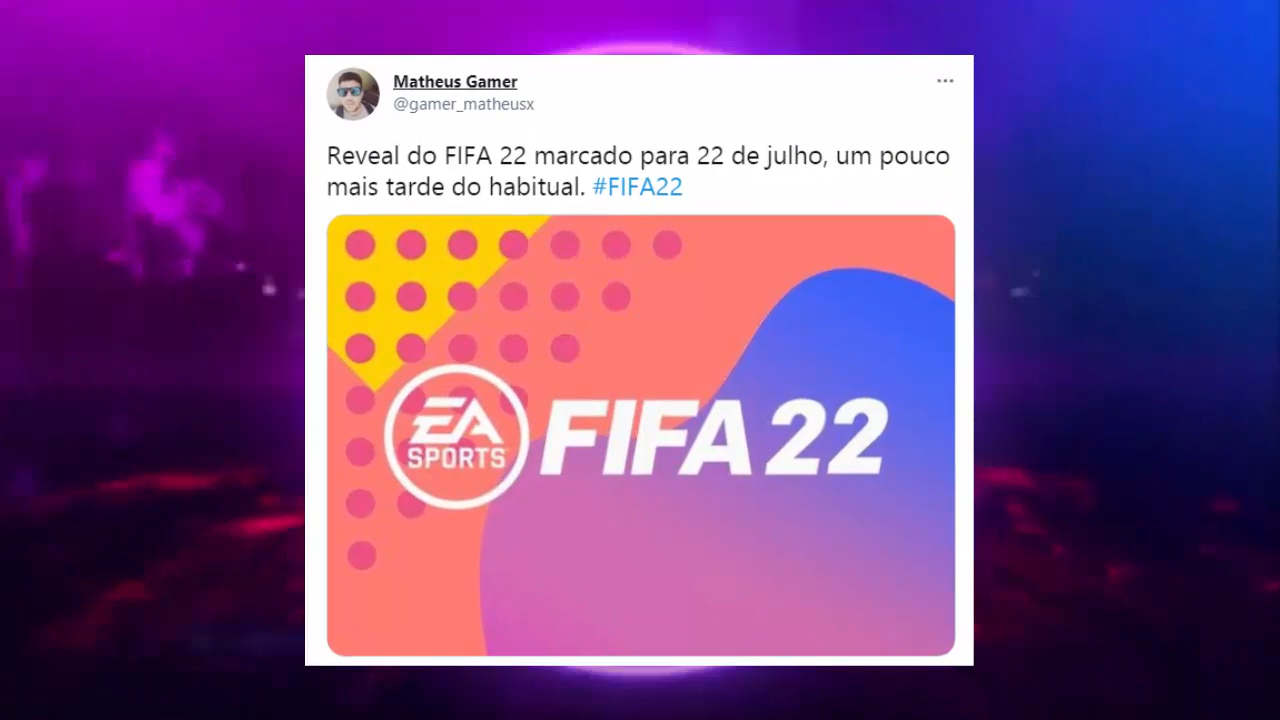 Matheus Gamer
@gamer_matheusx
Reveal do FIFA 22 marcado para 22 de julho, um pouco
mais tarde do habitual. #FIFA22
EA
SPORTS
FIFA 22